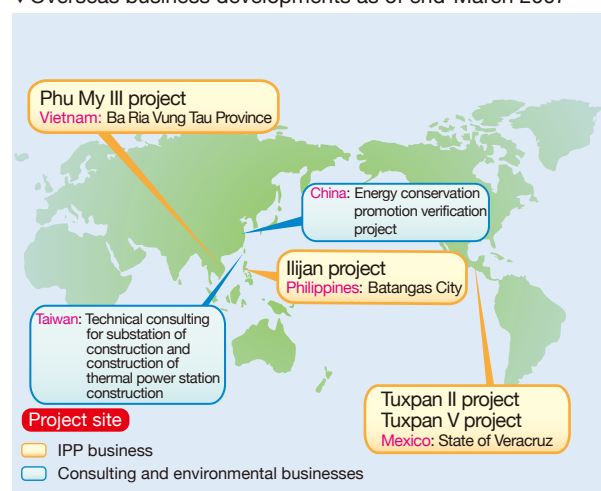 ▼Overseas business developments as of end-March 2007
Phu My III project
Vietnam: Ba Ria Vung Tau Province
China: Energy conservation
promotion verification
project
Ilijan project
Philippines: Batangas City
Taiwan: Technical consulting
for substation of
construction and
construction of
thermal power station
construction
Tuxpan II project
Tuxpan V project
Mexico: State of Veracruz
Project site
IPP business
Consulting and environmental businesses